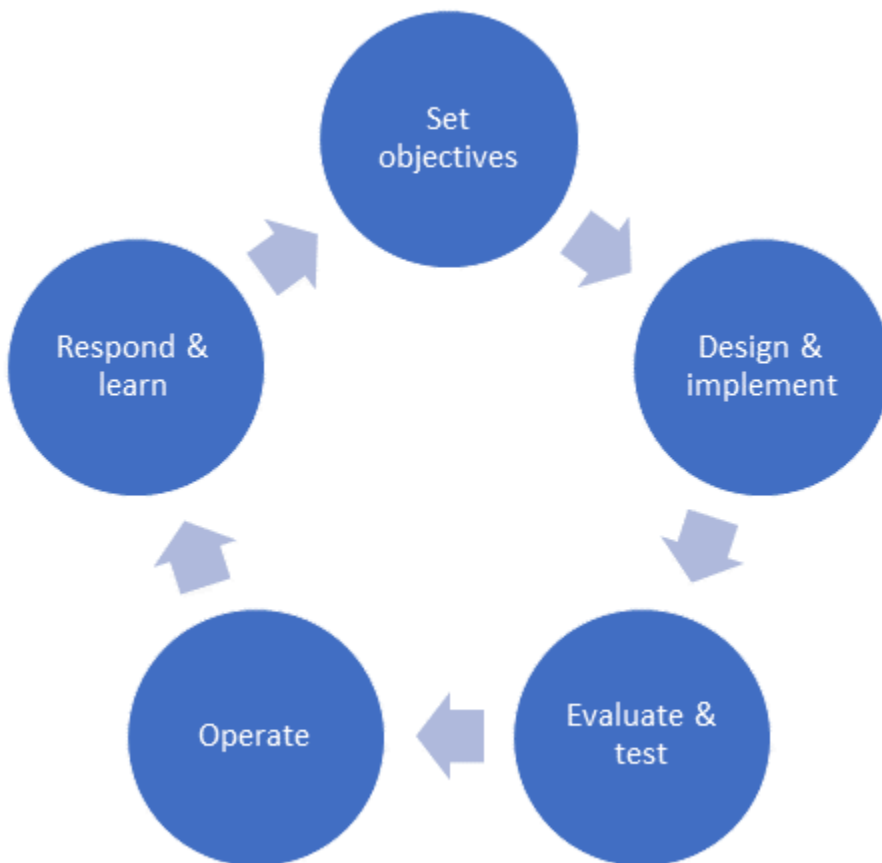 Set
objectives
Design &
implement
Evaluate &
test
Operate
Respond &
learn